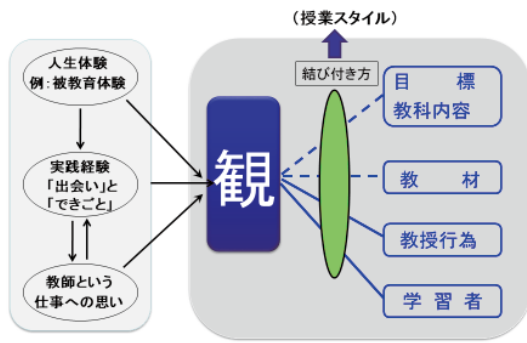 （授業スタイル）
結び付き方
人生体験
例：被教育体験
実践経験
「出会い」と
「できごと」
教師という
仕事への思い
観
目　標
教科内容
教　材
教授行為
学 習 者